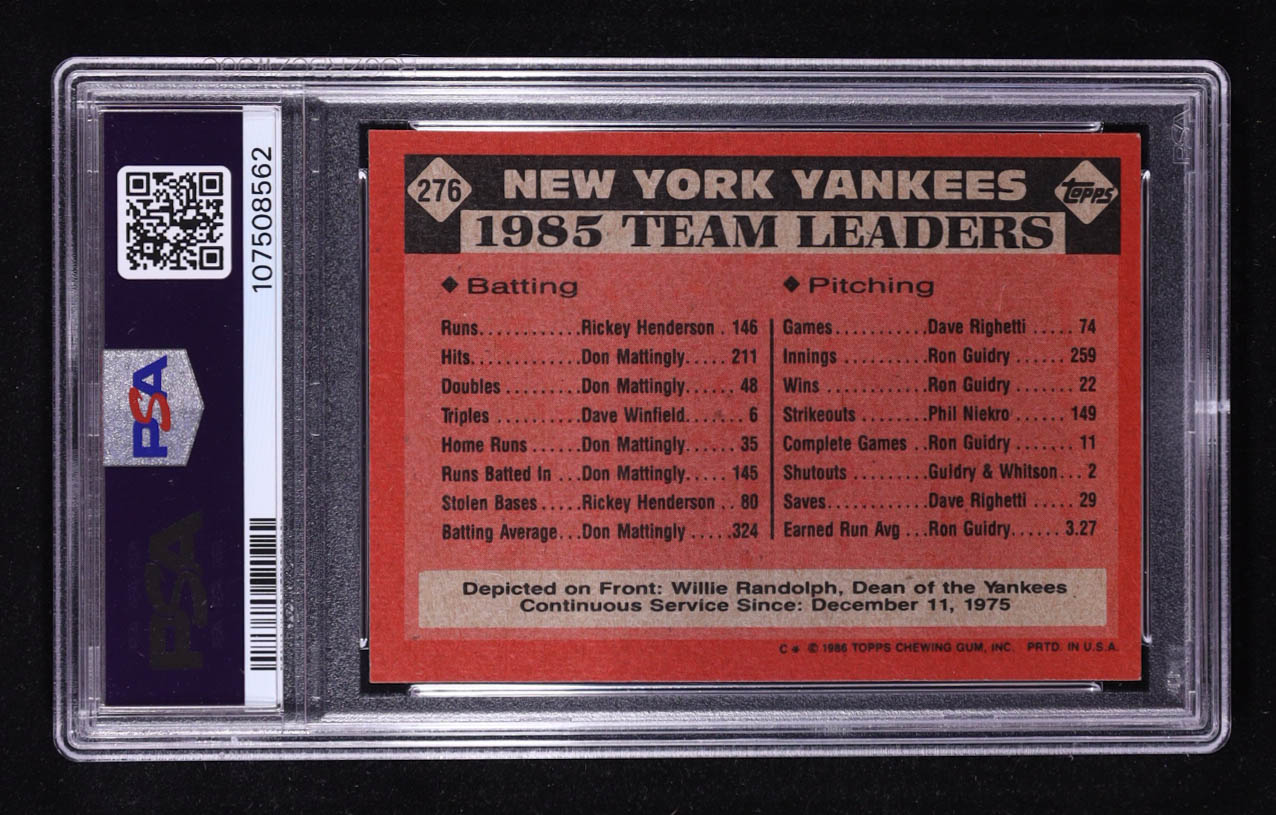 107508562
PSA
PSA
276 NEW YORK YANKEES topps
1985 TEAM LEADERS
◆ Batting
Runs............Rickey Henderson . 146
Hits............Don Mattingly..... 211
Doubles ........Don Mattingly...... 48
Triples .........Dave Winfield....... 6
Home Runs ......Don Mattingly...... 35
Runs Batted In ...Don Mattingly..... 145
Stolen Bases .....Rickey Henderson .. 80
Batting Average...Don Mattingly .....324
◆ Pitching
Games..........Dave Righetti ..... 74
Innings ..........Ron Guidry ...... 259
Wins ............Ron Guidry ....... 22
Strikeouts .......Phil Niekro ...... 149
Complete Games ..Ron Guidry ....... 11
Shutouts ........Guidry & Whitson... 2
Saves...........Dave Righetti ..... 29
Earned Run Avg ...Ron Guidry...... 3.27
Depicted on Front: Willie Randolph, Dean of the Yankees
Continuous Service Since: December 11, 1975
C * © 1986 TOPPS CHEWING GUM, INC. PRTD. IN U.S.A.
PSA